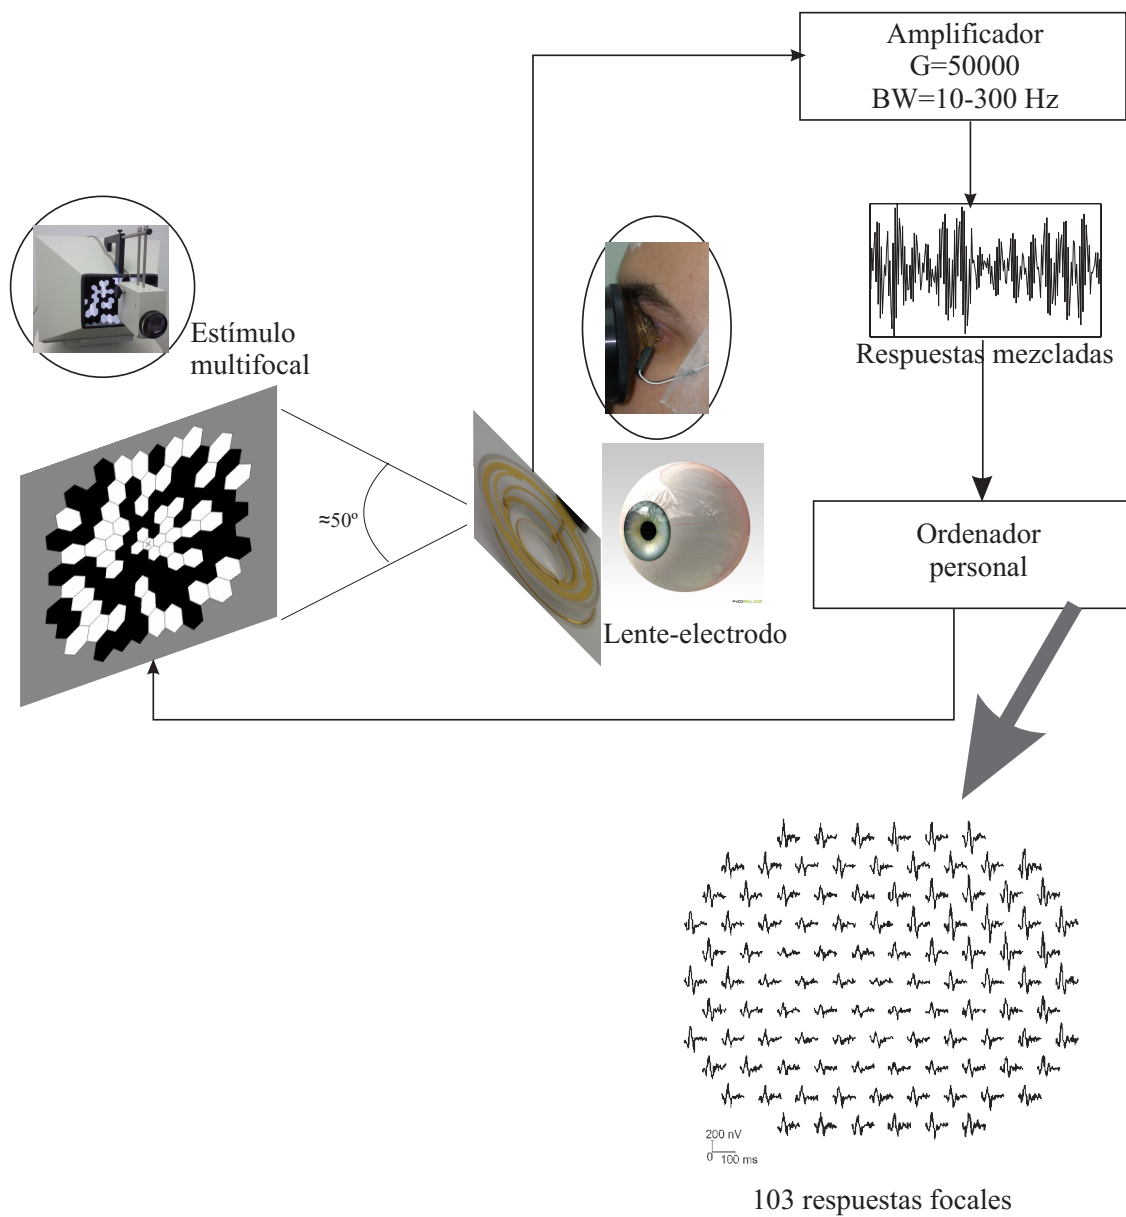 Amplificador
G=50000
BW=10-300 Hz
Estímulo
multifocal
Respuestas mezcladas
≈50º
Ordenador
personal
Lente-electrodo
200 nV
0
100 ms
103 respuestas focales